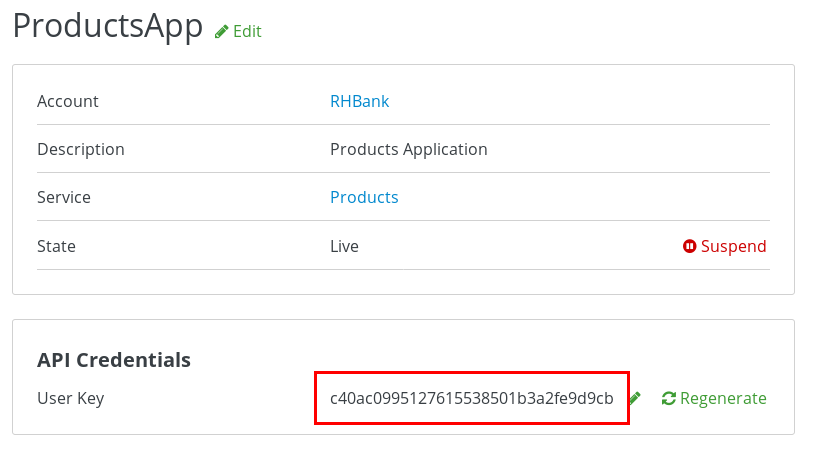 ProductsApp Edit
Account RHBank
Description Products Application
Service Products
State Live Suspend
API Credentials
User Key c40ac0995127615538501b3a2fe9d9cb Regenerate